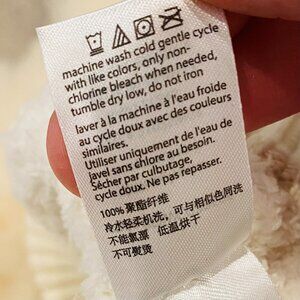 machine wash cold gentle cycle
with like colors, only non-
chlorine bleach when needed,
tumble dry low, do not iron
laver à la machine à l'eau froide
au cycle doux avec des couleurs
similaires.
Utiliser uniquement de l'eau de
javel sans chlore au besoin.
Sécher par culbutage,
cycle doux. Ne pas repasser.
100%聚酯纤维
冷水轻柔机洗，可与相似色同洗
不能氯漂 低温烘干
不可熨烫